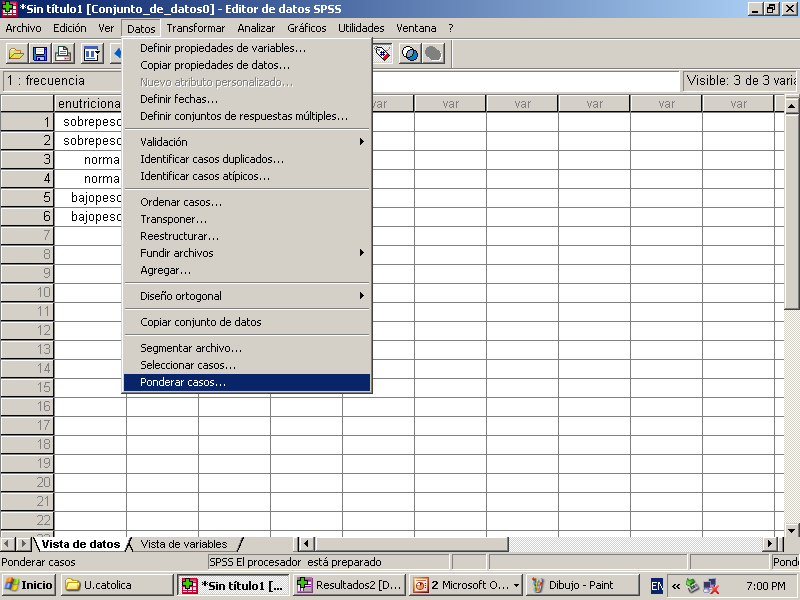 *Sin título1 [Conjunto_de_datos0] - Editor de datos SPSS
Archivo Edición Ver Datos Transformar Analizar Gráficos Utilidades Ventana ?
1 : frecuencia
Visible: 3 de 3 varia
enutriciona
var var var var var
1 sobrepeso
2 sobrepeso
3 norma
4 norma
5 bajopeso
6 bajopeso
7
8
9
10
11
12
13
14
15
16
17
18
19
20
21
22
Definir propiedades de variables...
Copiar propiedades de datos...
Nuevo atributo personalizado...
Definir fechas...
Definir conjuntos de respuestas múltiples...
Validación
Identificar casos duplicados...
Identificar casos atípicos...
Ordenar casos...
Transponer...
Reestructurar...
Fundir archivos
Agregar...
Diseño ortogonal
Copiar conjunto de datos
Segmentar archivo...
Seleccionar casos...
Ponderar casos...
Vista de datos Vista de variables
Ponderar casos
SPSS El procesador está preparado
Pond
Inicio U.catolica *Sin título1 [... Resultados2 [D... 2 Microsoft O... Dibujo - Paint EN « 7:00 PM